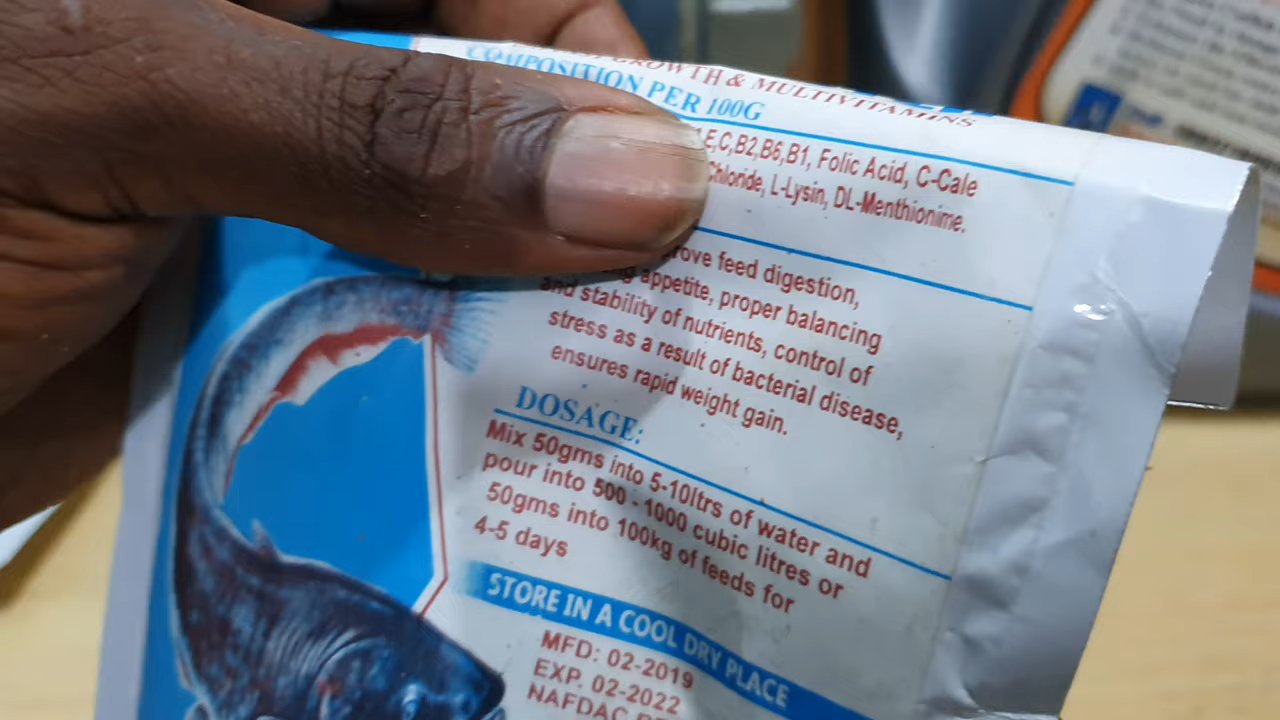 GROWTH & MULTIVITAMINS
COMPOSITION PER 100G
E,C,B2,B6,B1, Folic Acid, C-Cale
Chloride, L-Lysin, DL-Menthionime.
feed digestion,
appetite, proper balancing
and stability of nutrients, control of
stress as a result of bacterial disease,
ensures rapid weight gain.
DOSAGE:
Mix 50gms into 5-10ltrs of water and
pour into 500 - 1000 cubic litres or
50gms into 100kg of feeds for
4-5 days
STORE IN A COOL DRY PLACE
MFD: 02-2019
EXP. 02-2022
NAFDAC